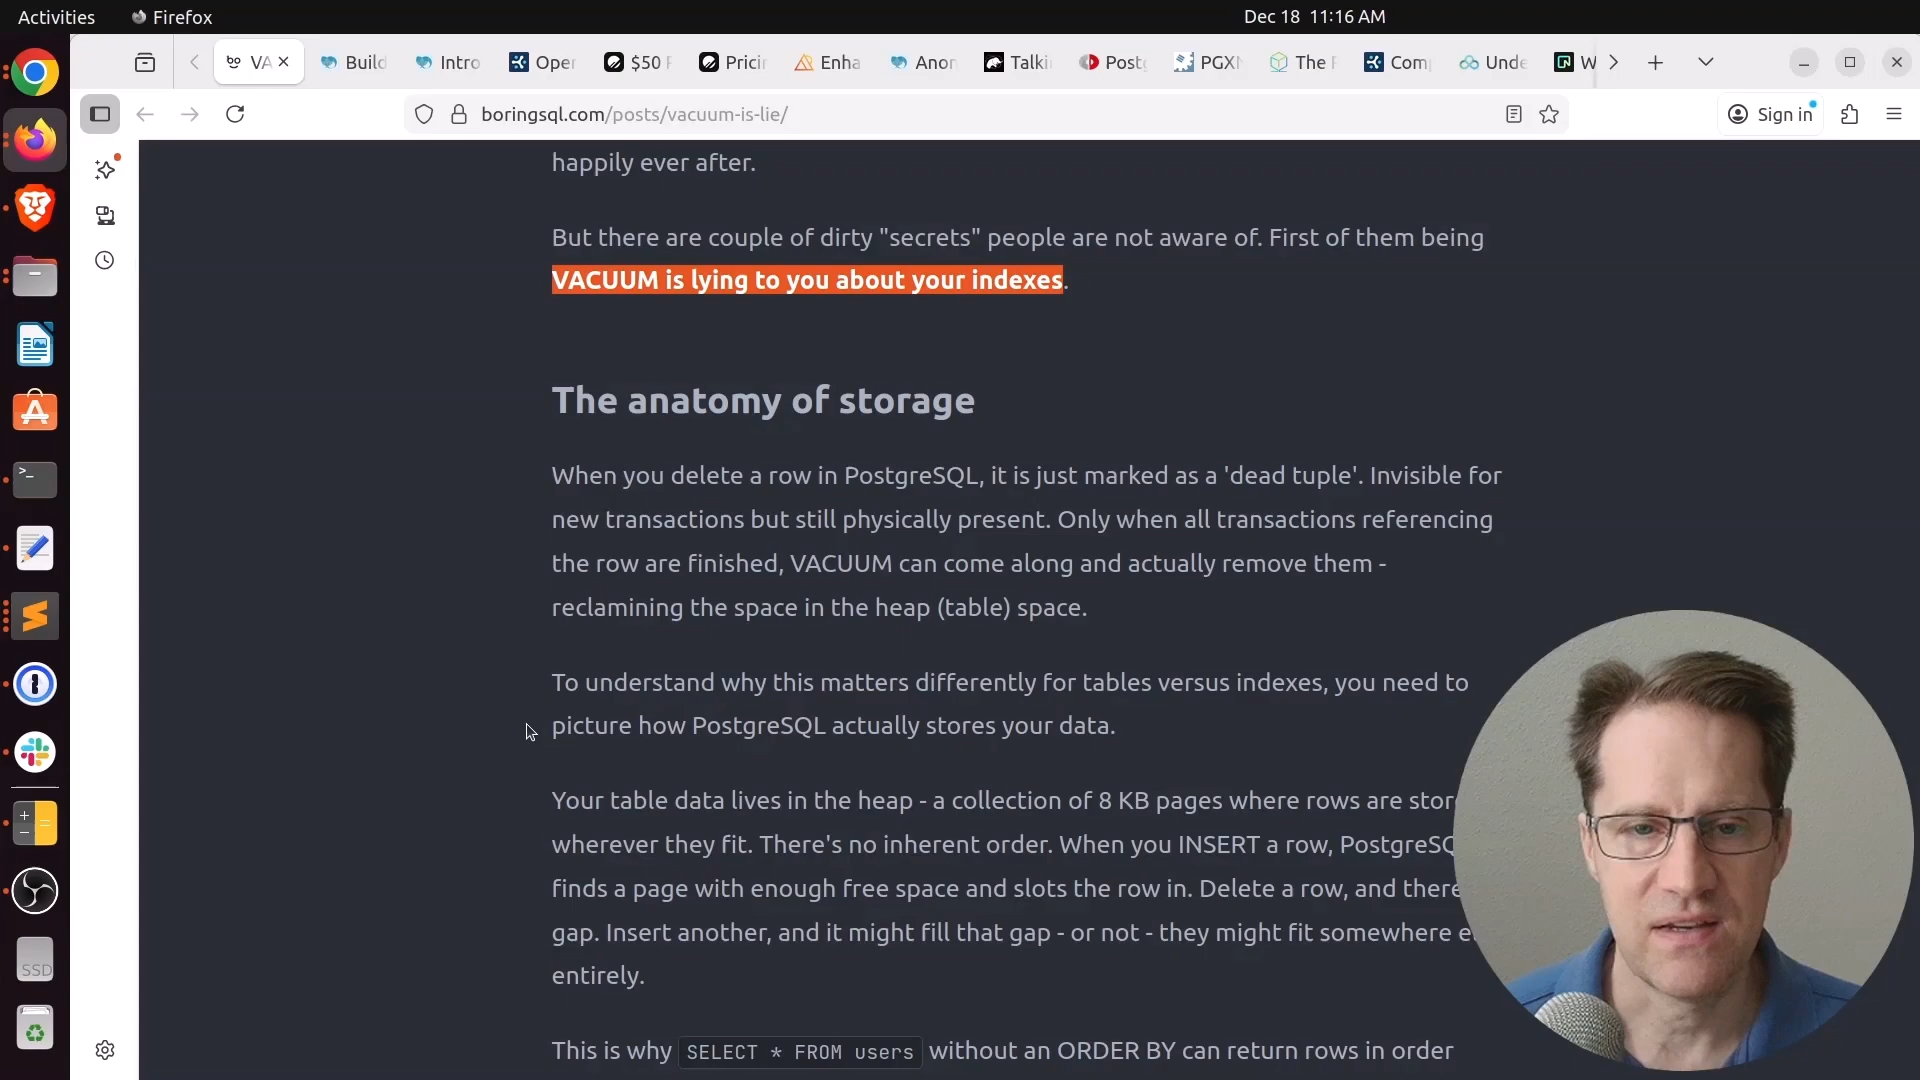 Activities
Firefox
Dec 18 11:16 AM
VA
Build
Intro
Oper
$50
Pricin
Enha
Anon
Talki
Postg
PGXN
The
Com
Unde
W
boringsql.com/posts/vacuum-is-lie/
Sign in
happily ever after.
But there are couple of dirty "secrets" people are not aware of. First of them being
VACUUM is lying to you about your indexes.
The anatomy of storage
When you delete a row in PostgreSQL, it is just marked as a 'dead tuple'. Invisible for
new transactions but still physically present. Only when all transactions referencing
the row are finished, VACUUM can come along and actually remove them -
reclamining the space in the heap (table) space.
To understand why this matters differently for tables versus indexes, you need to
picture how PostgreSQL actually stores your data.
Your table data lives in the heap - a collection of 8 KB pages where rows are stor
wherever they fit. There's no inherent order. When you INSERT a row, PostgreSQ
finds a page with enough free space and slots the row in. Delete a row, and there
gap. Insert another, and it might fill that gap - or not - they might fit somewhere e
entirely.
This is why SELECT * FROM users without an ORDER BY can return rows in order
SSD